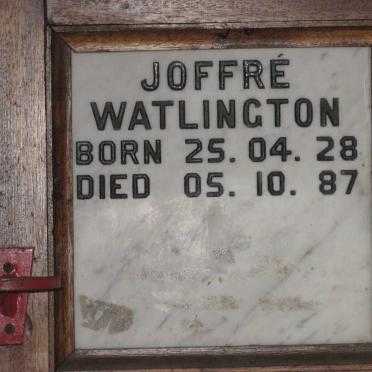 JOFFRÉ
WATLINGTON
BORN 25. 04. 28
DIED 05. 10. 87